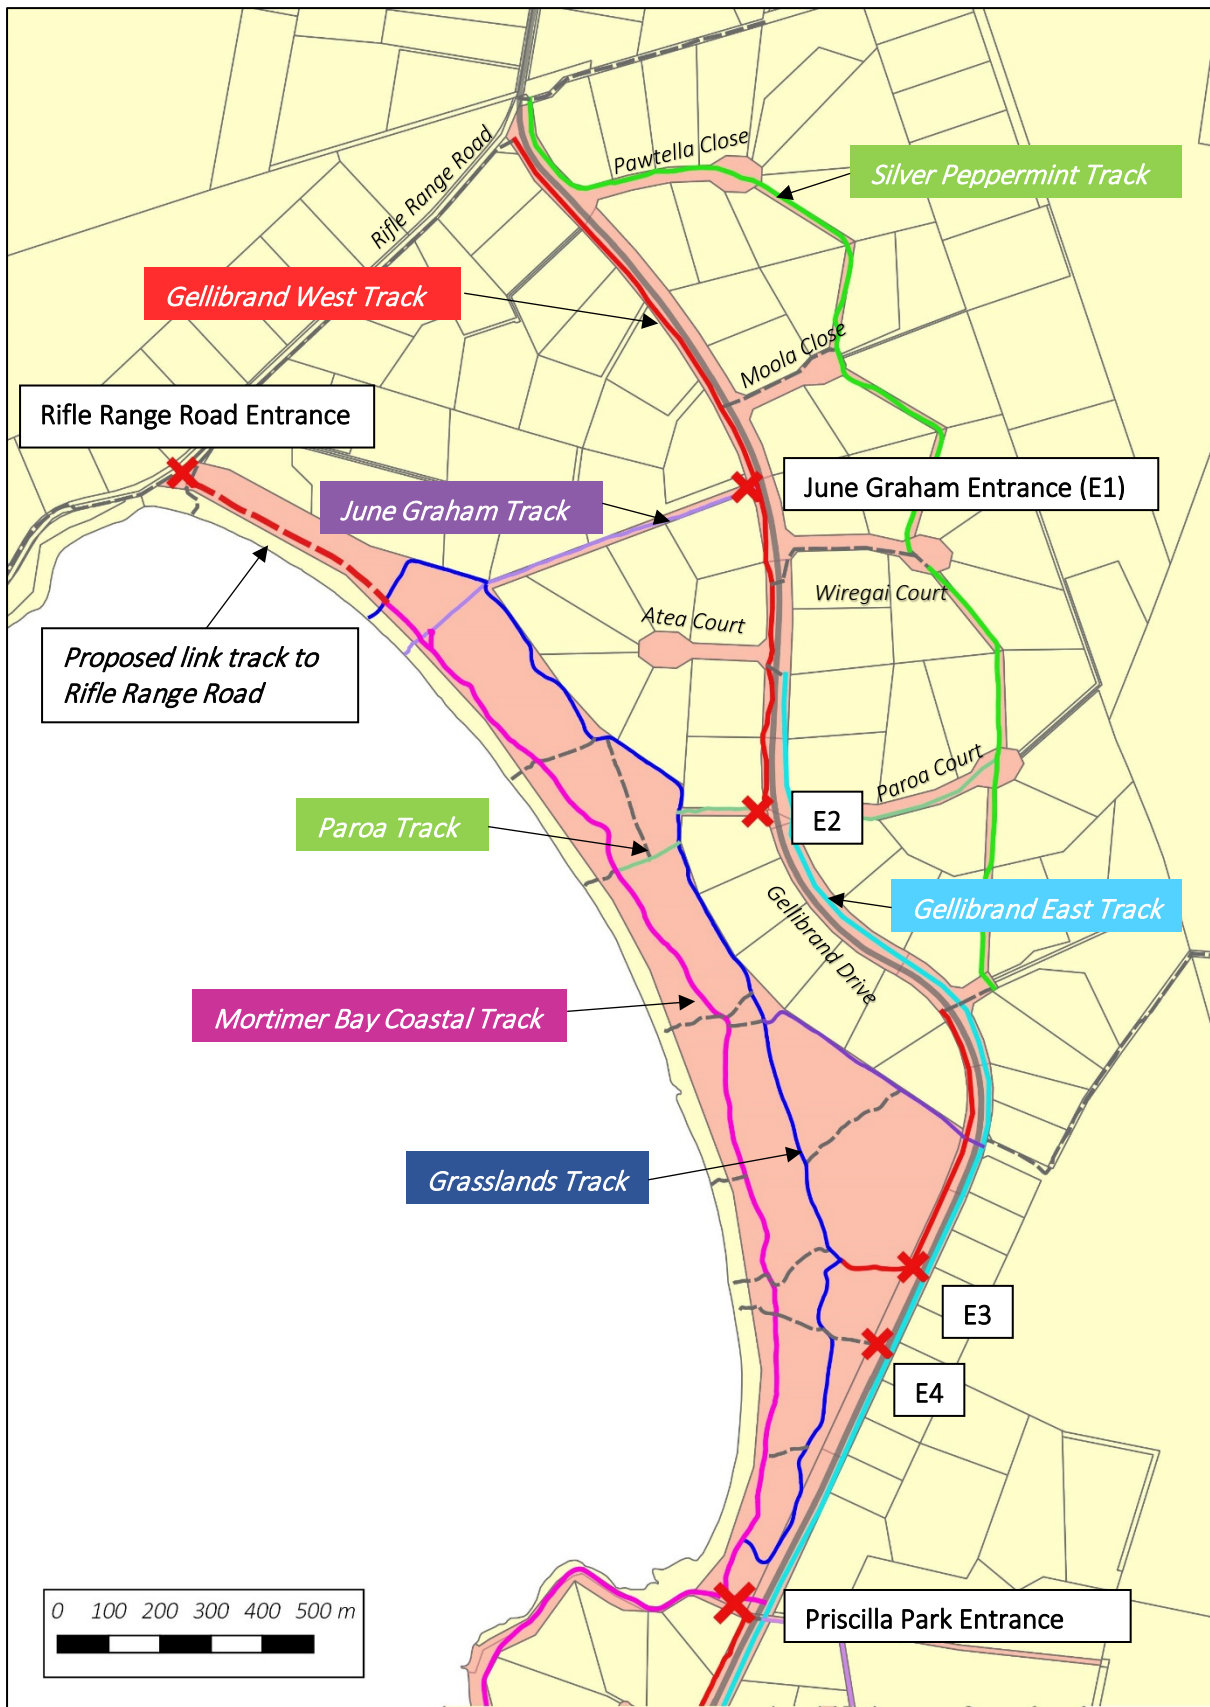 Pawtella Close
Rifle Range Road
Silver Peppermint Track
Gellibrand West Track
Moola Close
Rifle Range Road Entrance
June Graham Entrance (E1)
June Graham Track
Wiregai Court
Atea Court
Proposed link track to
Rifle Range Road
Paroa Court
E2
Paroa Track
Gellibrand East Track
Gellibrand Drive
Mortimer Bay Coastal Track
Grasslands Track
E3
E4
Priscilla Park Entrance
0 100 200 300 400 500 m